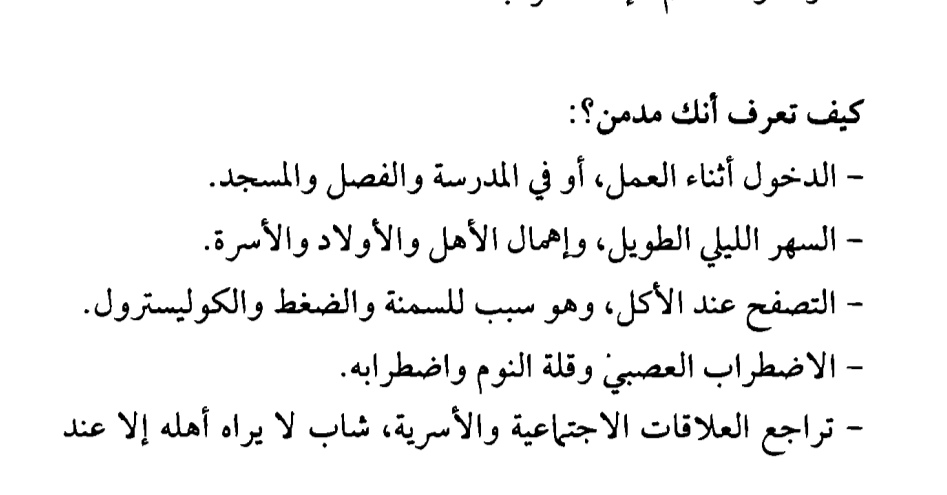 كيف تعرف أنك مدمن؟:
– الدخول أثناء العمل، أو في المدرسة والفصل والمسجد.
– السهر الليلي الطويل، وإهمال الأهل والأولاد والأسرة.
– التصفح عند الأكل، وهو سبب للسمنة والضغط والكوليسترول.
– الاضطراب العصبي وقلة النوم واضطرابه.
– تراجع العلاقات الاجتماعية والأسرية، شاب لا يراه أهله إلا عند